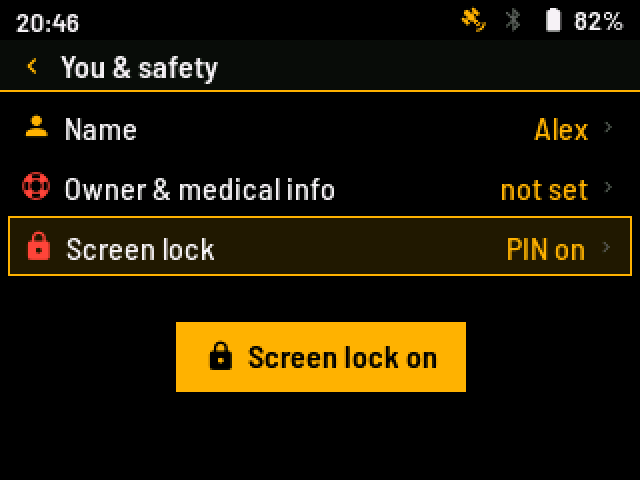 20:46 82%
You & safety
Name Alex
Owner & medical info not set
Screen lock PIN on
Screen lock on